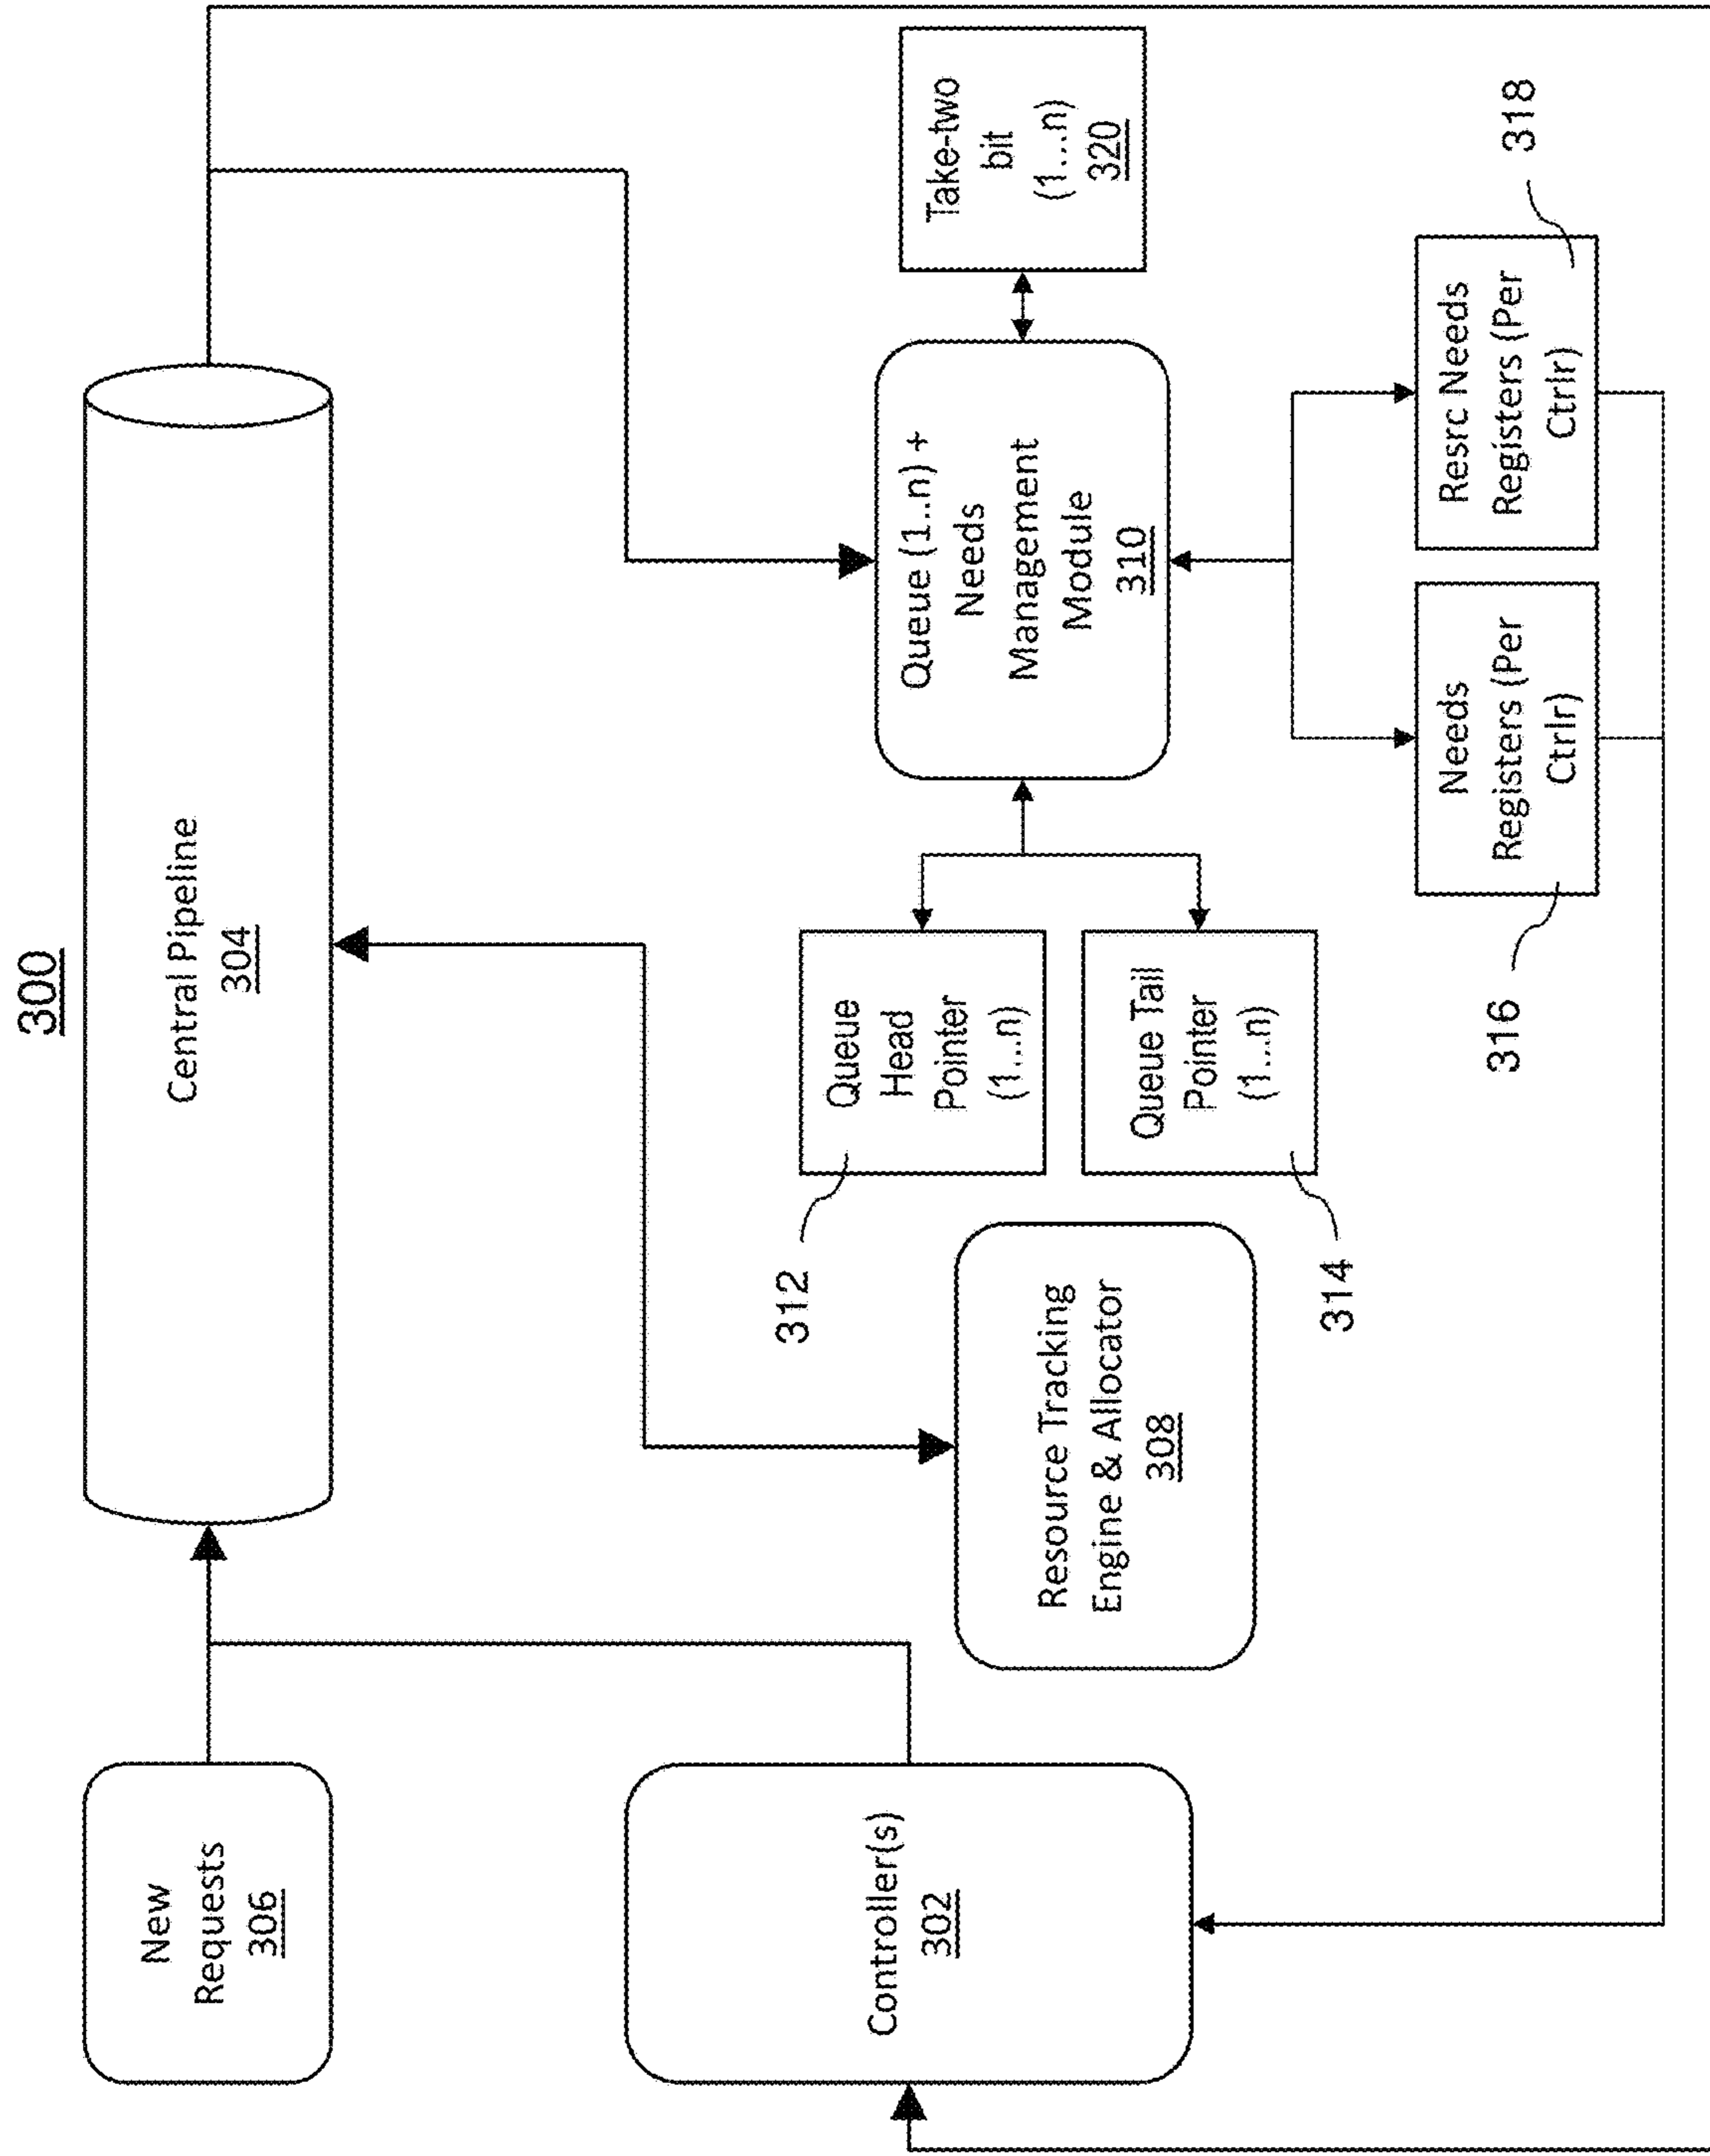 300
New
Requests
306
Central Pipeline
304
Controller(s)
302
Resource Tracking
Engine & Allocator
308
312
Queue
Head
Pointer
(1...n)
314
Queue Tail
Pointer
(1...n)
Queue (1..n) +
Needs
Management
Module
310
Take-two
bit
(1...n)
320
316
Needs
Registers (Per
Ctrlr)
318
Resrc Needs
Registers (Per
Ctrlr)